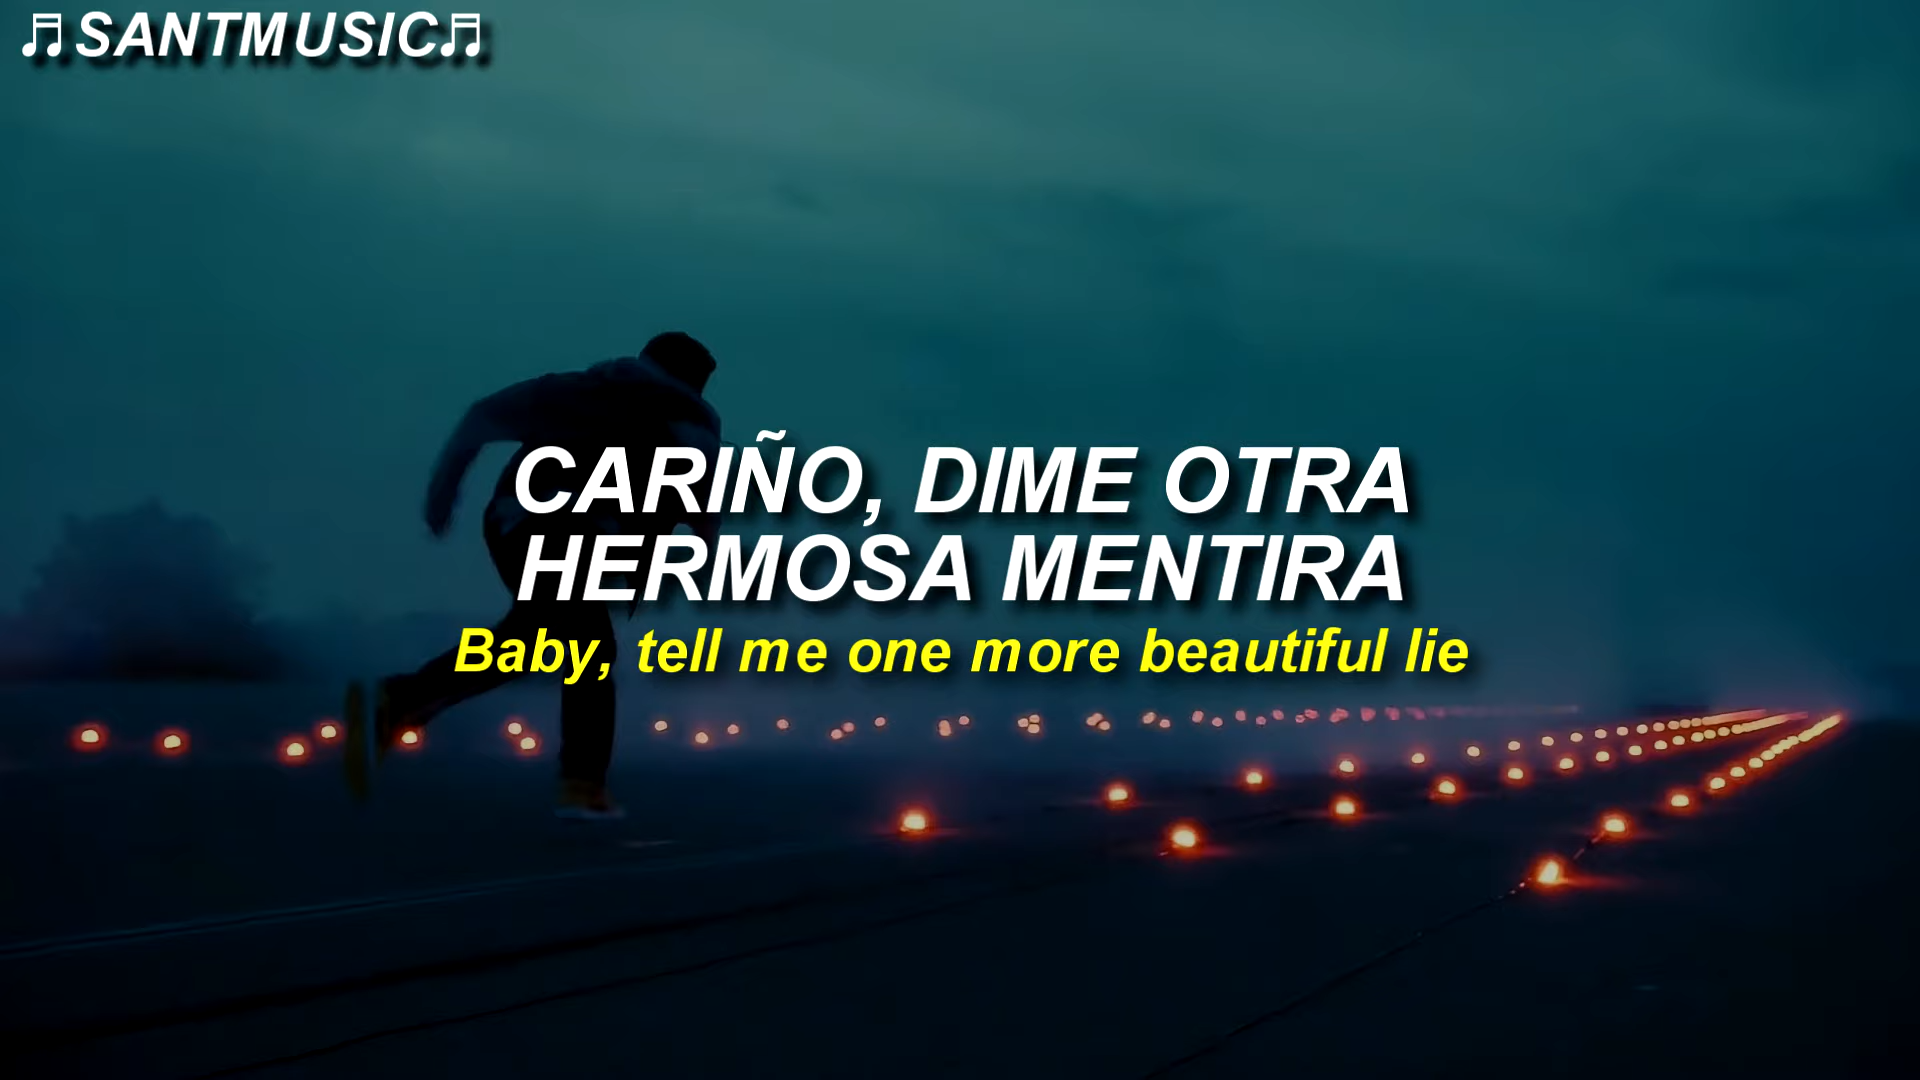 ♬SANTMUSIC♬
CARIÑO, DIME OTRA
HERMOSA MENTIRA
Baby, tell me one more beautiful lie